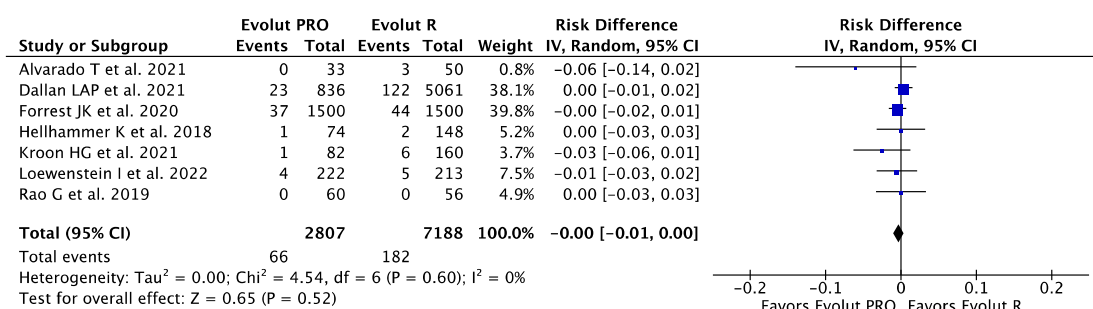 Evolut PRO Evolut R Risk Difference Risk Difference
Study or Subgroup Events Total Events Total Weight IV, Random, 95% CI IV, Random, 95% CI
Alvarado T et al. 2021 0 33 3 50 0.8% −0.06 [−0.14, 0.02]
Dallan LAP et al. 2021 23 836 122 5061 38.1% 0.00 [−0.01, 0.02]
Forrest JK et al. 2020 37 1500 44 1500 39.8% −0.00 [−0.02, 0.01]
Hellhammer K et al. 2018 1 74 2 148 5.2% 0.00 [−0.03, 0.03]
Kroon HG et al. 2021 1 82 6 160 3.7% −0.03 [−0.06, 0.01]
Loewenstein I et al. 2022 4 222 5 213 7.5% −0.01 [−0.03, 0.02]
Rao G et al. 2019 0 60 0 56 4.9% 0.00 [−0.03, 0.03]
Total (95% CI) 2807 7188 100.0% −0.00 [−0.01, 0.00]
Total events 66 182
Heterogeneity: Tau² = 0.00; Chi² = 4.54, df = 6 (P = 0.60); I² = 0%
Test for overall effect: Z = 0.65 (P = 0.52)
−0.2 −0.1 0 0.1 0.2
Favors Evolut PRO Favors Evolut R